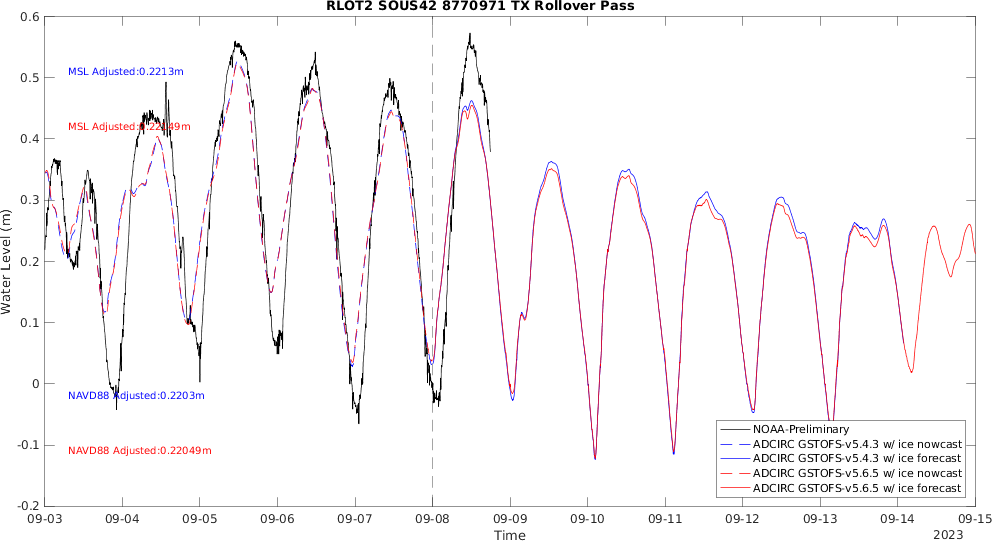 RLOT2 SOUS42 8770971 TX Rollover Pass
0.6
0.5
0.4
0.3
0.2
0.1
0
-0.1
-0.2
Water Level (m)
MSL Adjusted:0.2213m
MSL Adjusted:0.22049m
NAVD88 Adjusted:0.2203m
NAVD88 Adjusted:0.22049m
NOAA-Preliminary
ADCIRC GSTOFS-v5.4.3 w/ ice nowcast
ADCIRC GSTOFS-v5.4.3 w/ ice forecast
ADCIRC GSTOFS-v5.6.5 w/ ice nowcast
ADCIRC GSTOFS-v5.6.5 w/ ice forecast
09-03 09-04 09-05 09-06 09-07 09-08 09-09 09-10 09-11 09-12 09-13 09-14 09-15
Time
2023